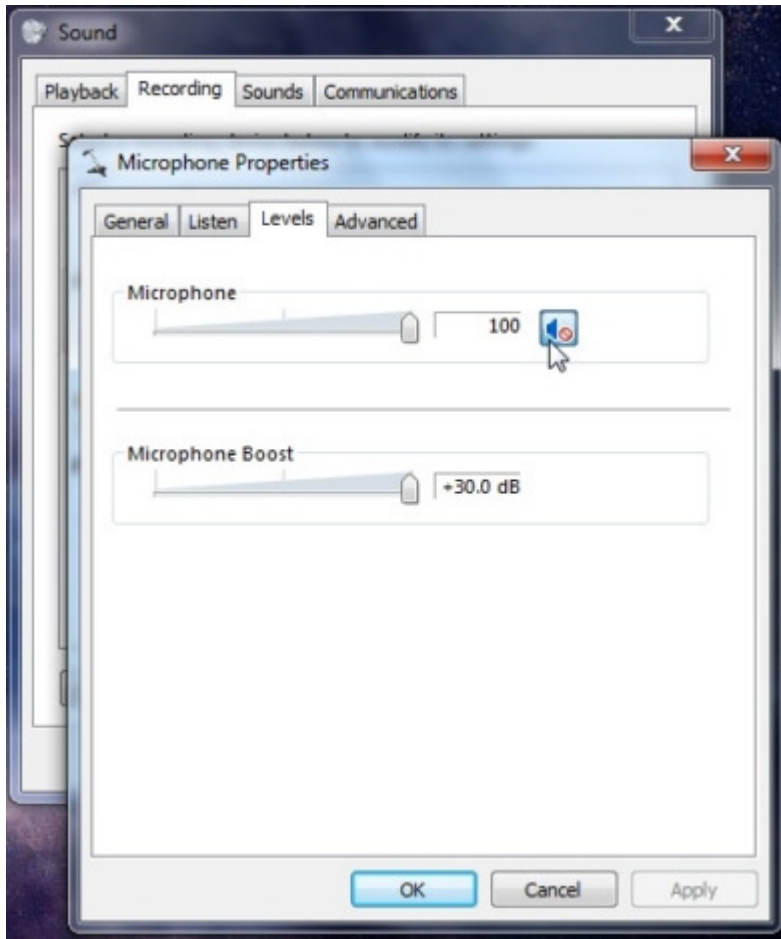 Sound
Playback Recording Sounds Communications
Microphone Properties
General Listen Levels Advanced
Microphone
100
Microphone Boost
+30.0 dB
OK Cancel Apply